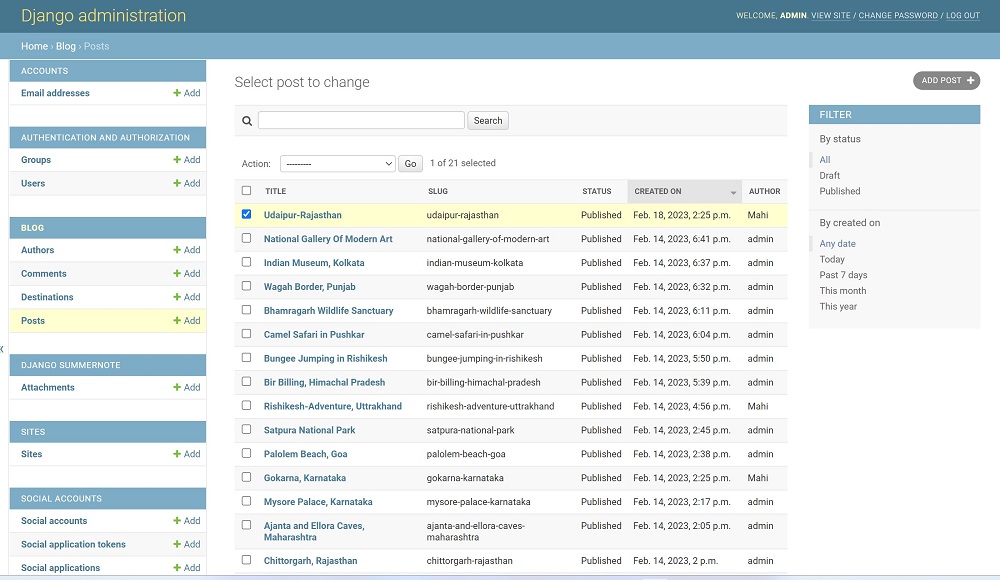 Django administration
WELCOME, ADMIN. VIEW SITE / CHANGE PASSWORD / LOG OUT
Home › Blog › Posts
ACCOUNTS
Email addresses + Add
AUTHENTICATION AND AUTHORIZATION
Groups + Add
Users + Add
BLOG
Authors + Add
Comments + Add
Destinations + Add
Posts + Add
DJANGO SUMMERNOTE
Attachments + Add
SITES
Sites + Add
SOCIAL ACCOUNTS
Social accounts + Add
Social application tokens + Add
Social applications + Add
Select post to change
ADD POST +
Search
Action: --------- Go 1 of 21 selected
TITLE SLUG STATUS CREATED ON AUTHOR
Udaipur-Rajasthan udaipur-rajasthan Published Feb. 18, 2023, 2:25 p.m. Mahi
National Gallery Of Modern Art national-gallery-of-modern-art Published Feb. 14, 2023, 6:41 p.m. admin
Indian Museum, Kolkata indian-museum-kolkata Published Feb. 14, 2023, 6:37 p.m. admin
Wagah Border, Punjab wagah-border-punjab Published Feb. 14, 2023, 6:32 p.m. admin
Bhamragarh Wildlife Sanctuary bhamragarh-wildlife-sanctuary Published Feb. 14, 2023, 6:11 p.m. admin
Camel Safari in Pushkar camel-safari-in-pushkar Published Feb. 14, 2023, 6:04 p.m. admin
Bungee Jumping in Rishikesh bungee-jumping-in-rishikesh Published Feb. 14, 2023, 5:50 p.m. admin
Bir Billing, Himachal Pradesh bir-billing-himachal-pradesh Published Feb. 14, 2023, 5:39 p.m. admin
Rishikesh-Adventure, Uttrakhand rishikesh-adventure-uttrakhand Published Feb. 14, 2023, 4:56 p.m. Mahi
Satpura National Park satpura-national-park Published Feb. 14, 2023, 2:45 p.m. admin
Palolem Beach, Goa palolem-beach-goa Published Feb. 14, 2023, 2:38 p.m. admin
Gokarna, Karnataka gokarna-karnataka Published Feb. 14, 2023, 2:25 p.m. Mahi
Mysore Palace, Karnataka mysore-palace-karnataka Published Feb. 14, 2023, 2:17 p.m. admin
Ajanta and Ellora Caves, ajanta-and-ellora-caves- Published Feb. 14, 2023, 2:05 p.m. admin
Maharashtra maharashtra
Chittorgarh, Rajasthan chittorgarh-rajasthan Published Feb. 14, 2023, 2 p.m. admin
FILTER
By status
All
Draft
Published
By created on
Any date
Today
Past 7 days
This month
This year